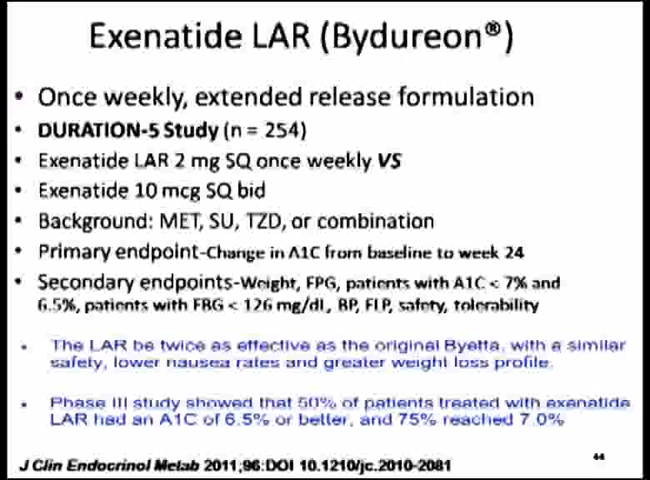 Exenatide LAR (Bydureon®)
• Once weekly, extended release formulation
• DURATION-5 Study (n = 254)
• Exenatide LAR 2 mg SQ once weekly VS
• Exenatide 10 mcg SQ bid
• Background: MET, SU, TZD, or combination
• Primary endpoint-Change in A1C from baseline to week 24
• Secondary endpoints-Weight, FPG, patients with A1C < 7% and
6.5%, patients with FBG < 126 mg/dl, BP, FLP, safety, tolerability
• The LAR be twice as effective as the original Byetta, with a similar
safety, lower nausea rates and greater weight loss profile.
• Phase III study showed that 50% of patients treated with exenatide
LAR had an A1C of 6.5% or better, and 75% reached 7.0%
44
J Clin Endocrinol Metab 2011;96:DOI 10.1210/jc.2010-2081